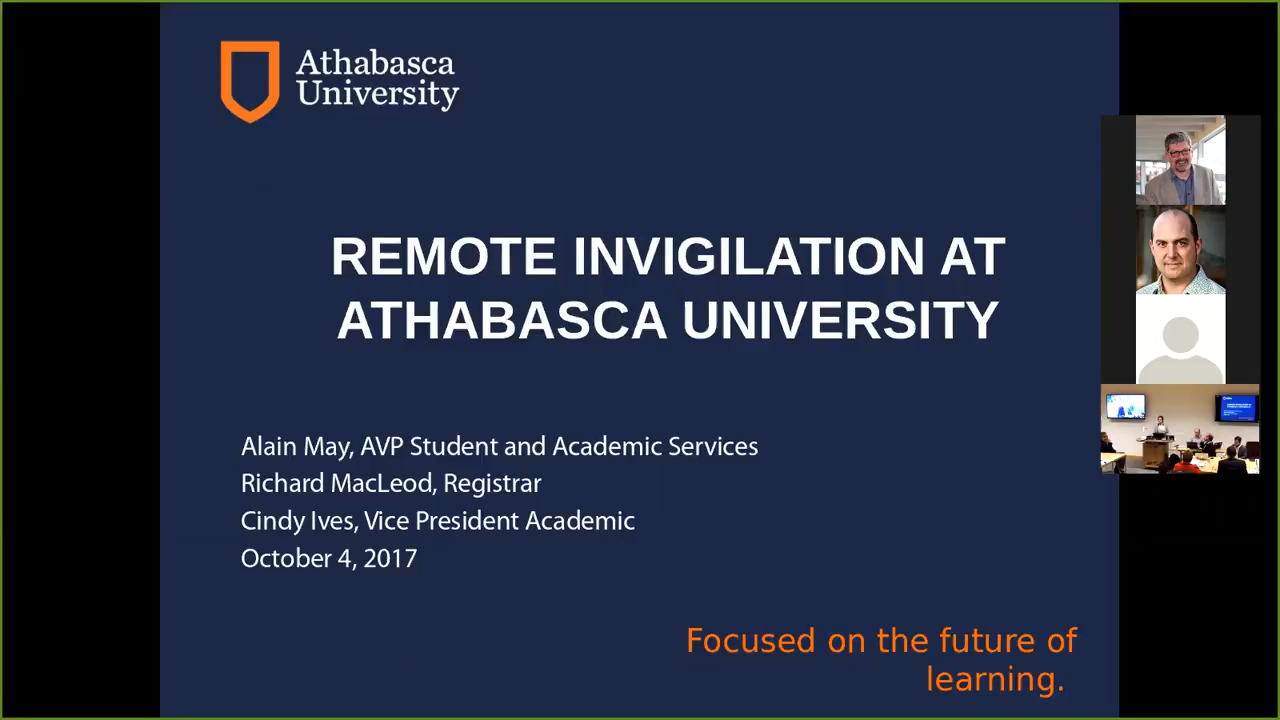 Athabasca
University
REMOTE INVIGILATION AT
ATHABASCA UNIVERSITY
Alain May, AVP Student and Academic Services
Richard MacLeod, Registrar
Cindy Ives, Vice President Academic
October 4, 2017
Focused on the future of
learning.